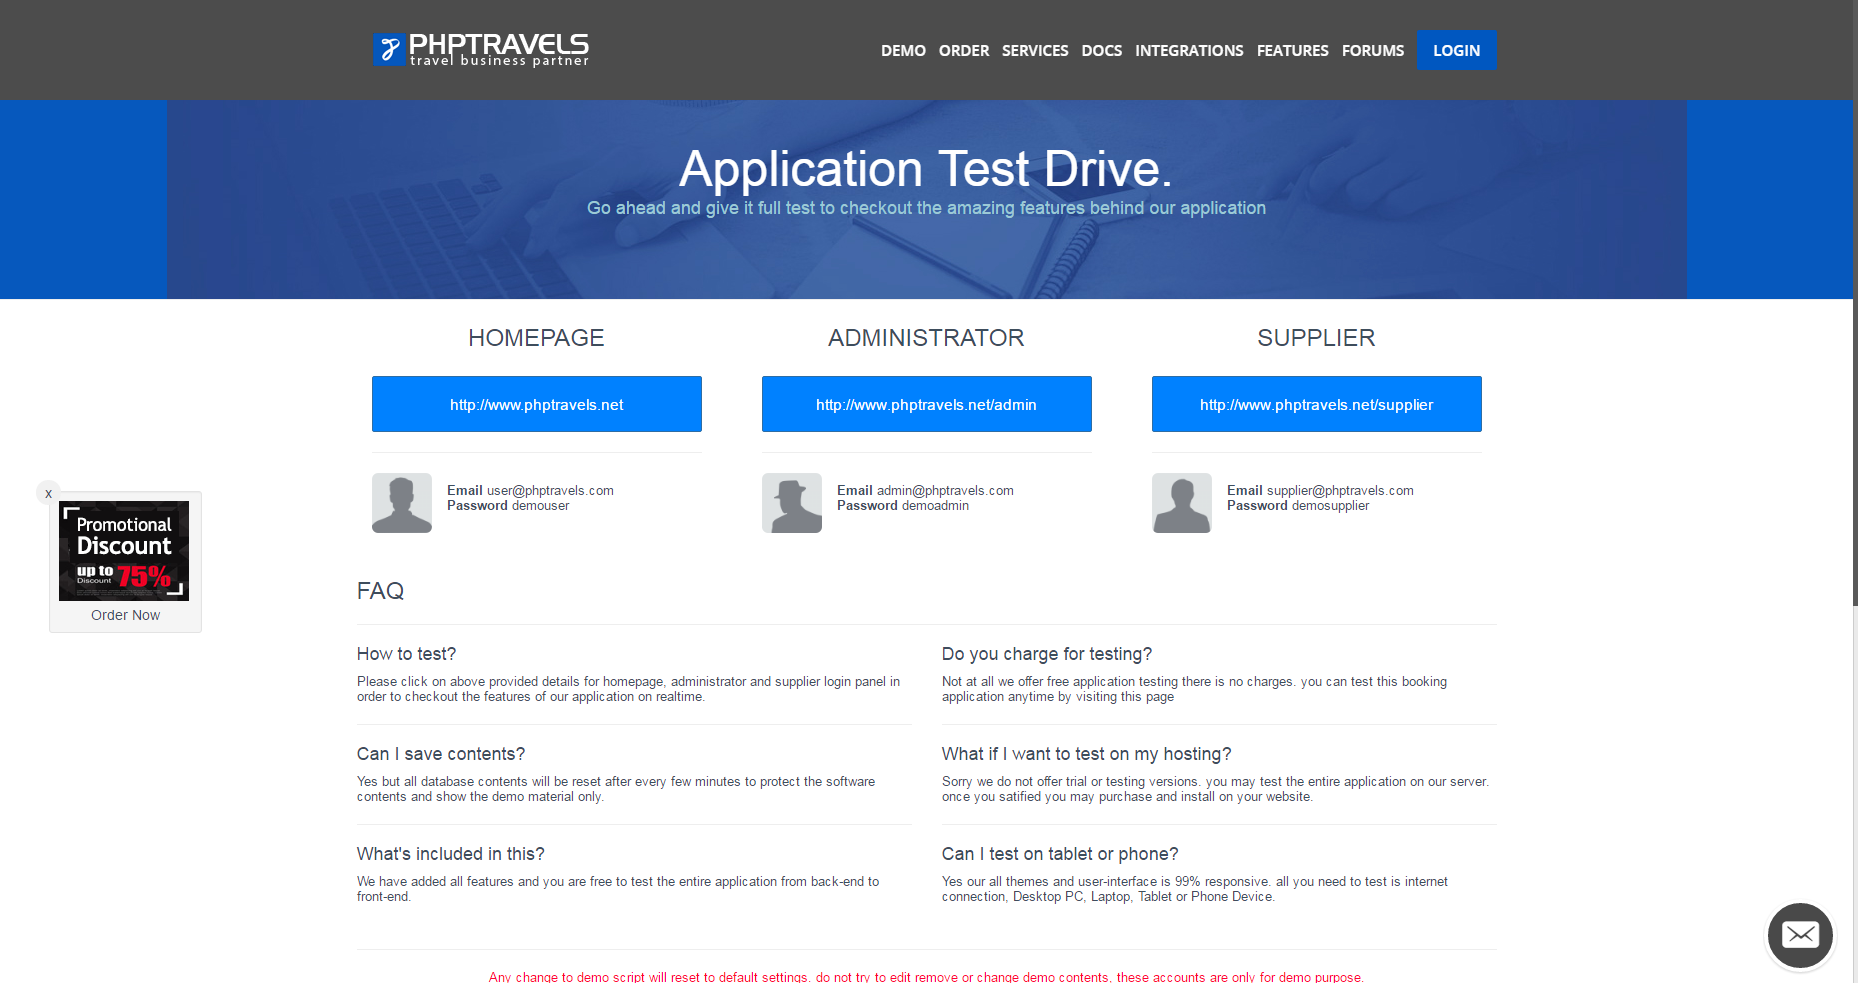 PHPTRAVELS
travel business partner
DEMO ORDER SERVICES DOCS INTEGRATIONS FEATURES FORUMS LOGIN
Application Test Drive.
Go ahead and give it full test to checkout the amazing features behind our application
HOMEPAGE
http://www.phptravels.net
Email user@phptravels.com
Password demouser
ADMINISTRATOR
http://www.phptravels.net/admin
Email admin@phptravels.com
Password demoadmin
SUPPLIER
http://www.phptravels.net/supplier
Email supplier@phptravels.com
Password demosupplier
x
Promotional
Discount
up to 75%
Discount
Order Now
FAQ
How to test?
Please click on above provided details for homepage, administrator and supplier login panel in
order to checkout the features of our application on realtime.
Do you charge for testing?
Not at all we offer free application testing there is no charges. you can test this booking
application anytime by visiting this page
Can I save contents?
Yes but all database contents will be reset after every few minutes to protect the software
contents and show the demo material only.
What if I want to test on my hosting?
Sorry we do not offer trial or testing versions. you may test the entire application on our server.
once you satified you may purchase and install on your website.
What's included in this?
We have added all features and you are free to test the entire application from back-end to
front-end.
Can I test on tablet or phone?
Yes our all themes and user-interface is 99% responsive. all you need to test is internet
connection, Desktop PC, Laptop, Tablet or Phone Device.
Any change to demo script will reset to default settings. do not try to edit remove or change demo contents. these accounts are only for demo purpose.